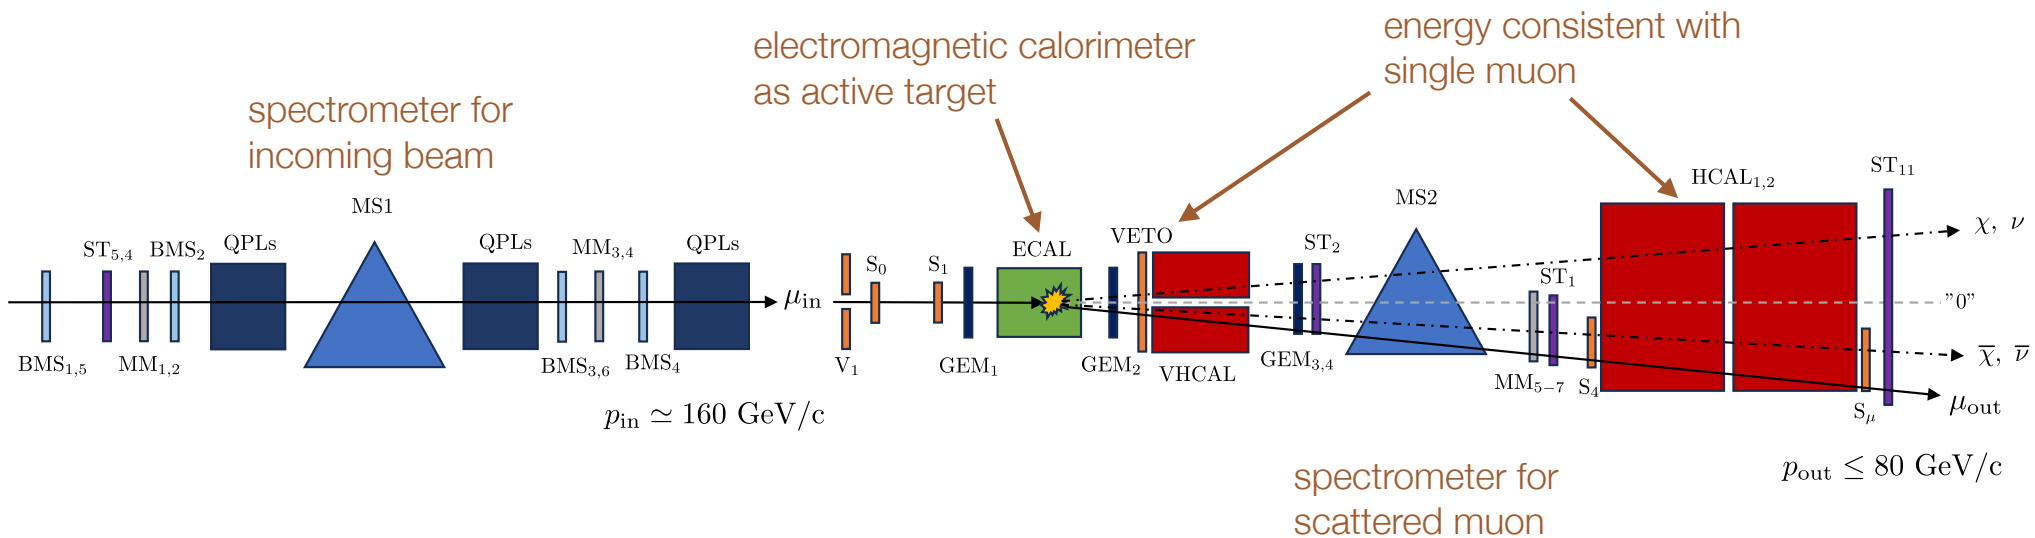 electromagnetic calorimeter
as active target
energy consistent with
single muon
spectrometer for
incoming beam
MS1
ST5,4
BMS2
QPLs
QPLs
MM3,4
QPLs
BMS1,5
MM1,2
BMS3,6
BMS4
μin
pin ≃ 160 GeV/c
V1
S0
S1
GEM1
ECAL
GEM2
VETO
VHCAL
ST2
GEM3,4
MS2
MM5−7
ST1
S4
HCAL1,2
ST11
Sμ
χ, ν
"0"
χ̅, ν̅
μout
pout ≤ 80 GeV/c
spectrometer for
scattered muon